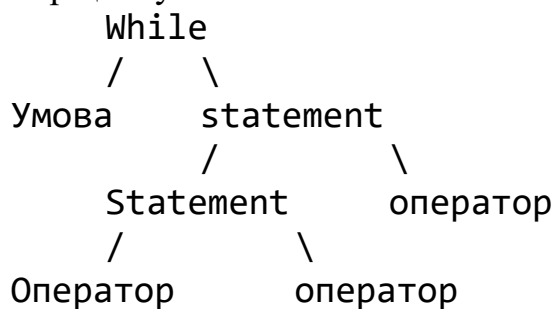 While
/ \
Умова statement
/ \
Statement оператор
/ \
Оператор оператор